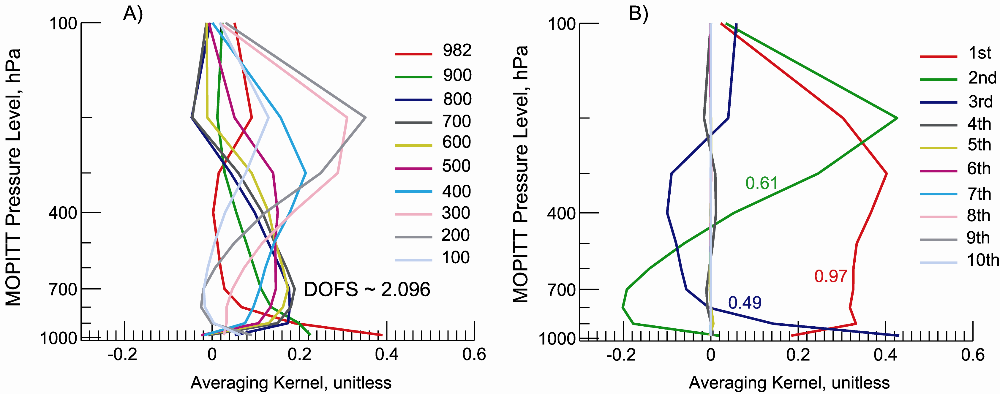 A)
MOPITT Pressure Level, hPa
100
400
700
1000
-0.2 0 0.2 0.4 0.6
Averaging Kernel, unitless
982
900
800
700
600
500
400
300
200
100
DOFS ~ 2.096
B)
MOPITT Pressure Level, hPa
100
400
700
1000
-0.2 0 0.2 0.4 0.6
Averaging Kernel, unitless
0.61
0.97
0.49
1st
2nd
3rd
4th
5th
6th
7th
8th
9th
10th